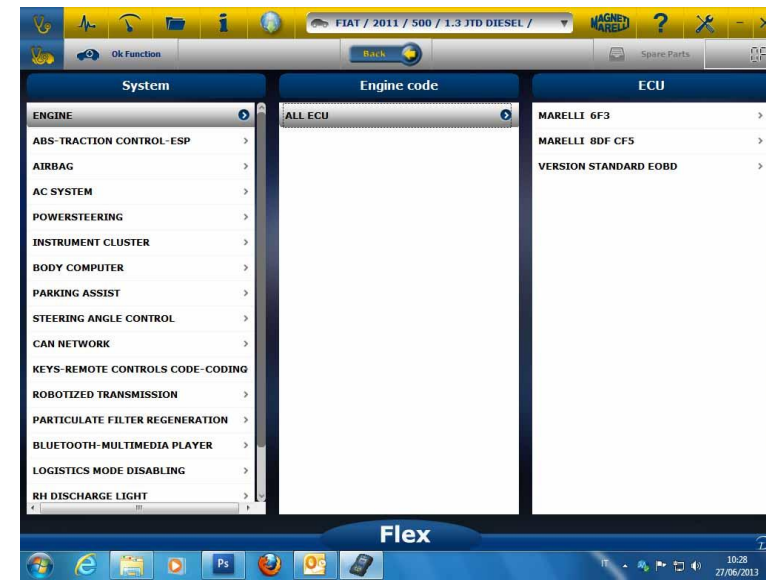 FIAT / 2011 / 500 / 1.3 JTD DIESEL /
MAGNETI
MARELLI
?
Ok Function
Back
Spare Parts
System
Engine code
ECU
ENGINE
ABS-TRACTION CONTROL-ESP
AIRBAG
AC SYSTEM
POWERSTEERING
INSTRUMENT CLUSTER
BODY COMPUTER
PARKING ASSIST
STEERING ANGLE CONTROL
CAN NETWORK
KEYS-REMOTE CONTROLS CODE-CODING
ROBOTIZED TRANSMISSION
PARTICULATE FILTER REGENERATION
BLUETOOTH-MULTIMEDIA PLAYER
LOGISTICS MODE DISABLING
RH DISCHARGE LIGHT
ALL ECU
MARELLI 6F3
MARELLI 8DF CF5
VERSION STANDARD EOBD
Flex
Ps
IT
10:28
27/06/2013